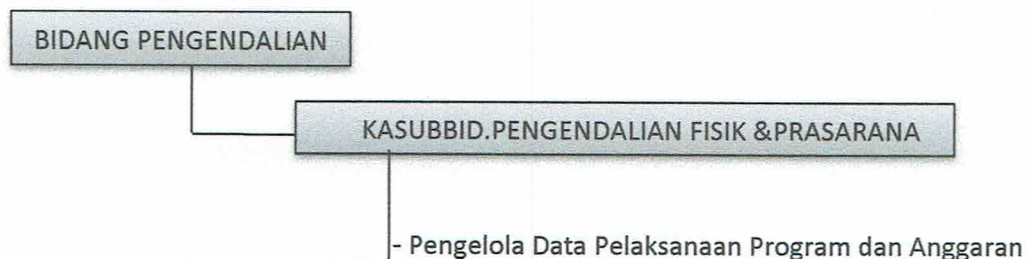 BIDANG PENGENDALIAN
KASUBBID.PENGENDALIAN FISIK &PRASARANA
- Pengelola Data Pelaksanaan Program dan Anggaran